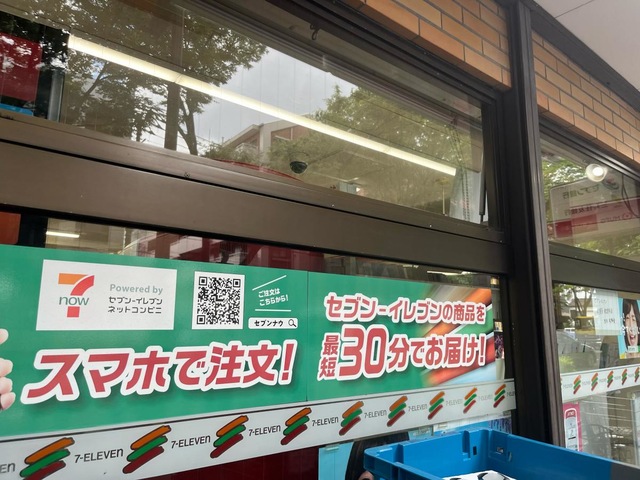 7
now
Powered by
セブン-イレブン
ネットコンビニ
ご注文は
こちらから!
セブンナウ
スマホで注文!
セブン-イレブンの商品を
最短30分でお届け!
7-ELEVEN 7-ELEVEN 7-ELEVEN 7-ELEVEN 7-ELEVEN 7-ELEVEN